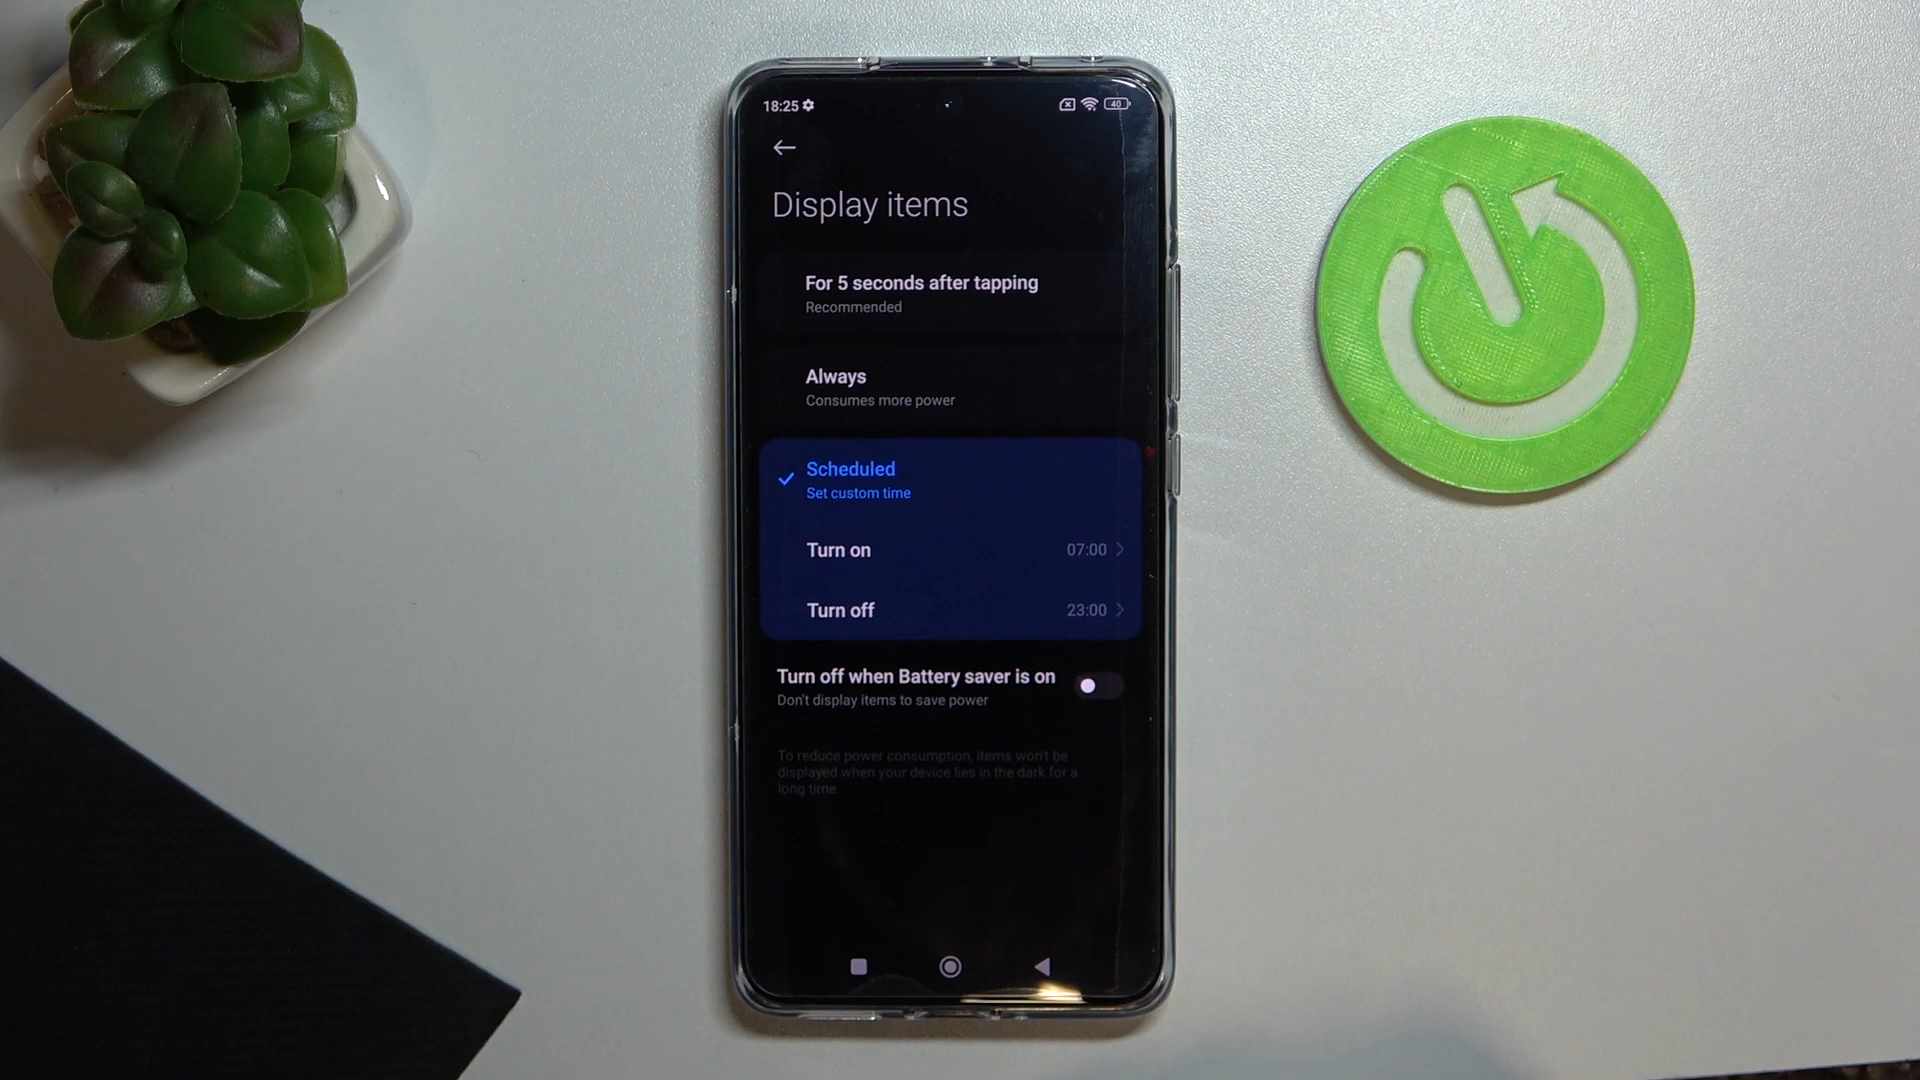 18:25
40
Display items
For 5 seconds after tapping
Recommended
Always
Consumes more power
Scheduled
Set custom time
Turn on 07:00
Turn off 23:00
Turn off when Battery saver is on
Don't display items to save power
To reduce power consumption, items won't be
displayed when your device lies in the dark for a
long time.